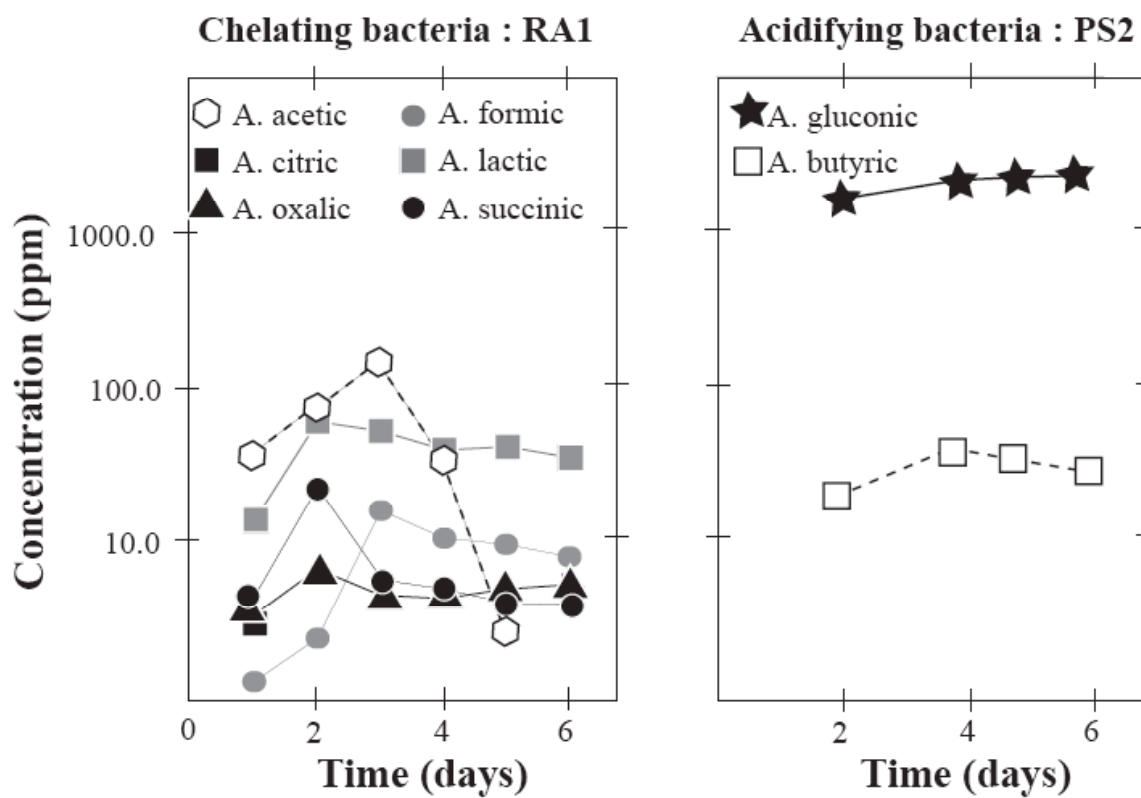 Chelating bacteria : RA1
Acidifying bacteria : PS2
A. acetic
A. formic
A. citric
A. lactic
A. oxalic
A. succinic
A. gluconic
A. butyric
Concentration (ppm)
1000.0
100.0
10.0
0
2
4
6
Time (days)
2
4
6
Time (days)